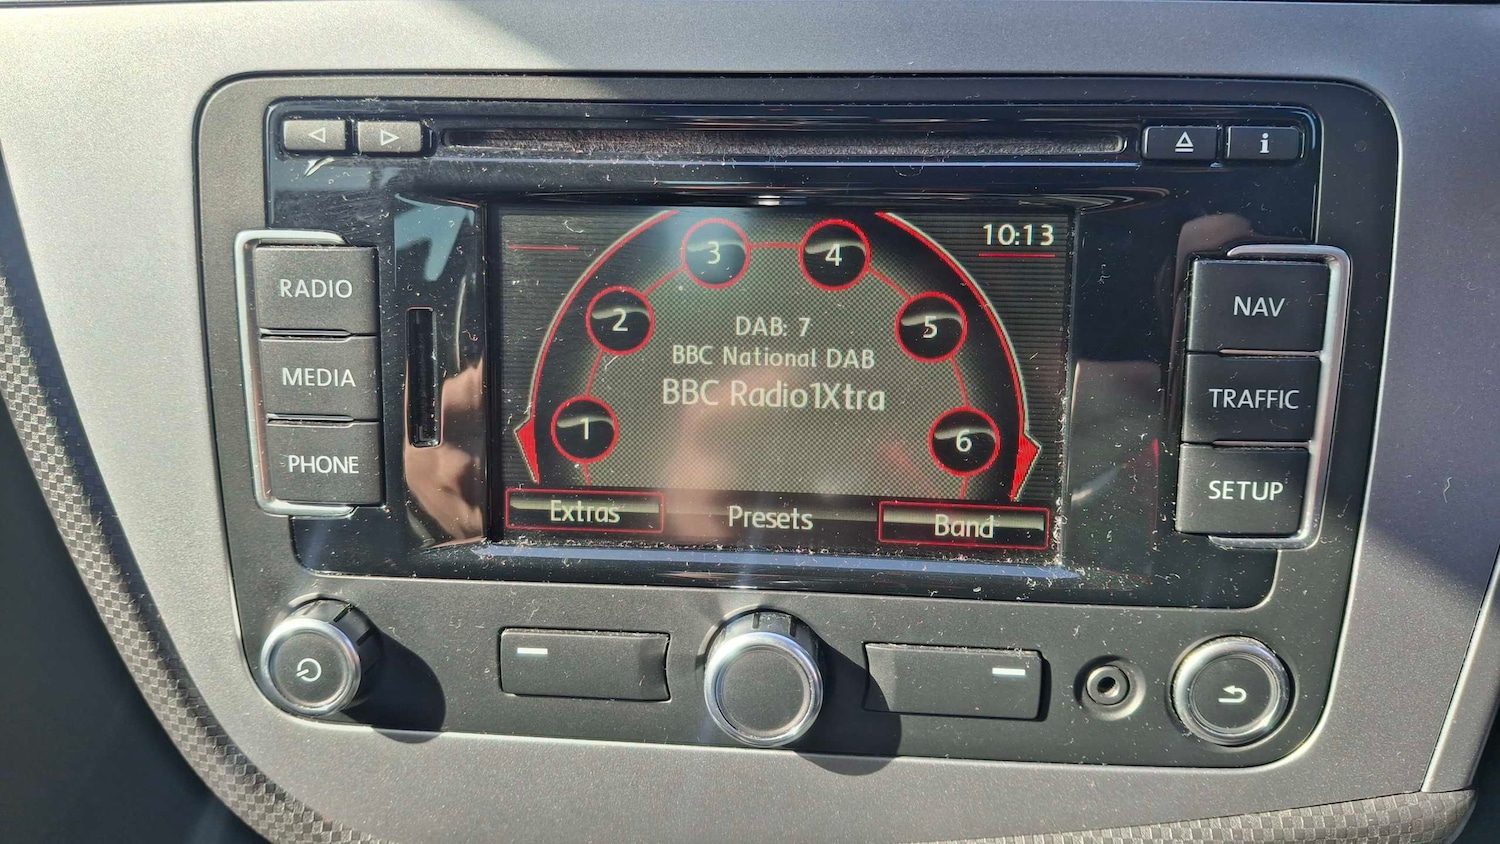 i
RADIO
MEDIA
PHONE
10:13
1
2
3
4
5
6
DAB: 7
BBC National DAB
BBC Radio1Xtra
Extras
Presets
Band
NAV
TRAFFIC
SETUP